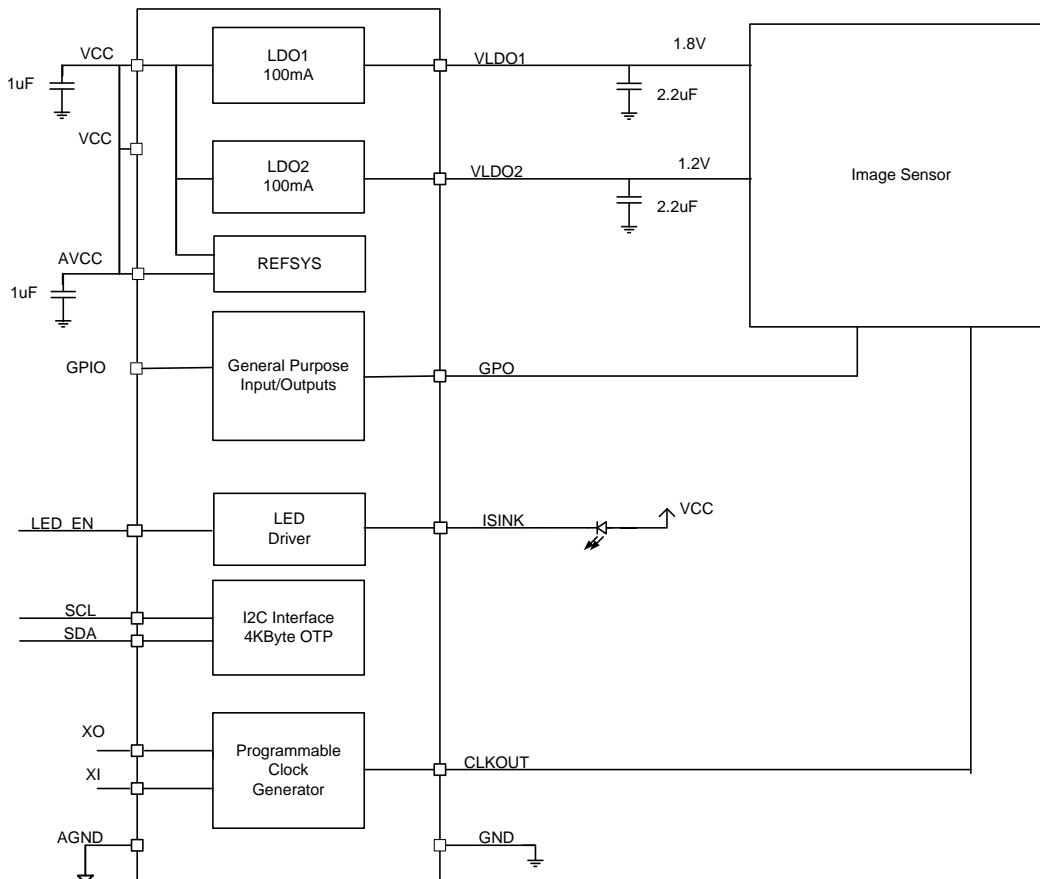 VCC
1uF
VCC
AVCC
1uF
GPIO
LED_EN
SCL
SDA
XO
XI
AGND
LDO1
100mA
LDO2
100mA
REFSYS
General Purpose
Input/Outputs
LED
Driver
I2C Interface
4KByte OTP
Programmable
Clock
Generator
VLDO1
1.8V
2.2uF
VLDO2
1.2V
2.2uF
GPO
ISINK
VCC
CLKOUT
GND
Image Sensor